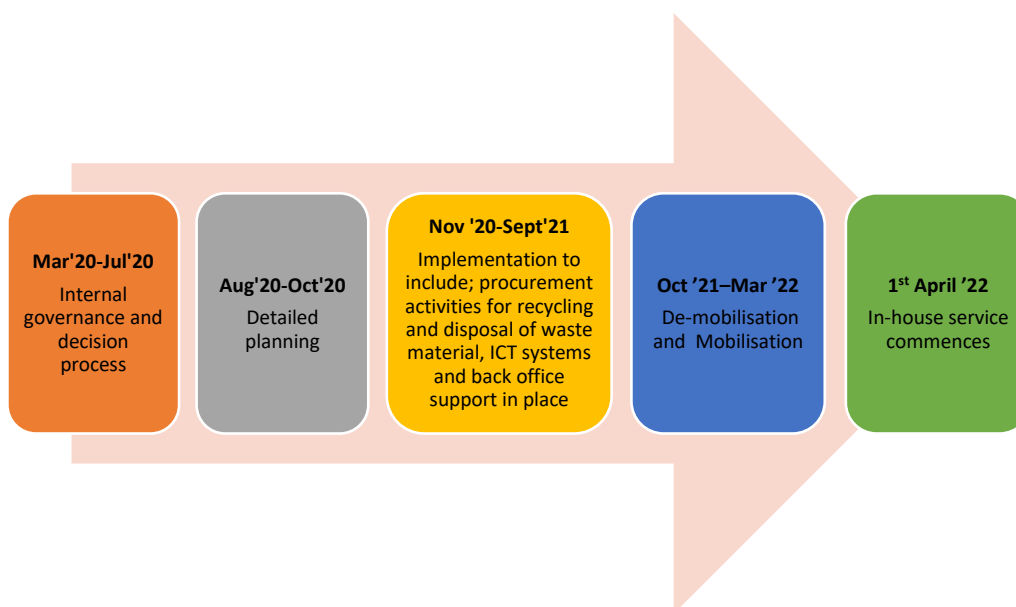 Mar'20-Jul'20
Internal
governance and
decision
process
Aug'20-Oct'20
Detailed
planning
Nov '20-Sept'21
Implementation to
include; procurement
activities for recycling
and disposal of waste
material, ICT systems
and back office
support in place
Oct ’21–Mar ’22
De-mobilisation
and Mobilisation
1st April ’22
In-house service
commences